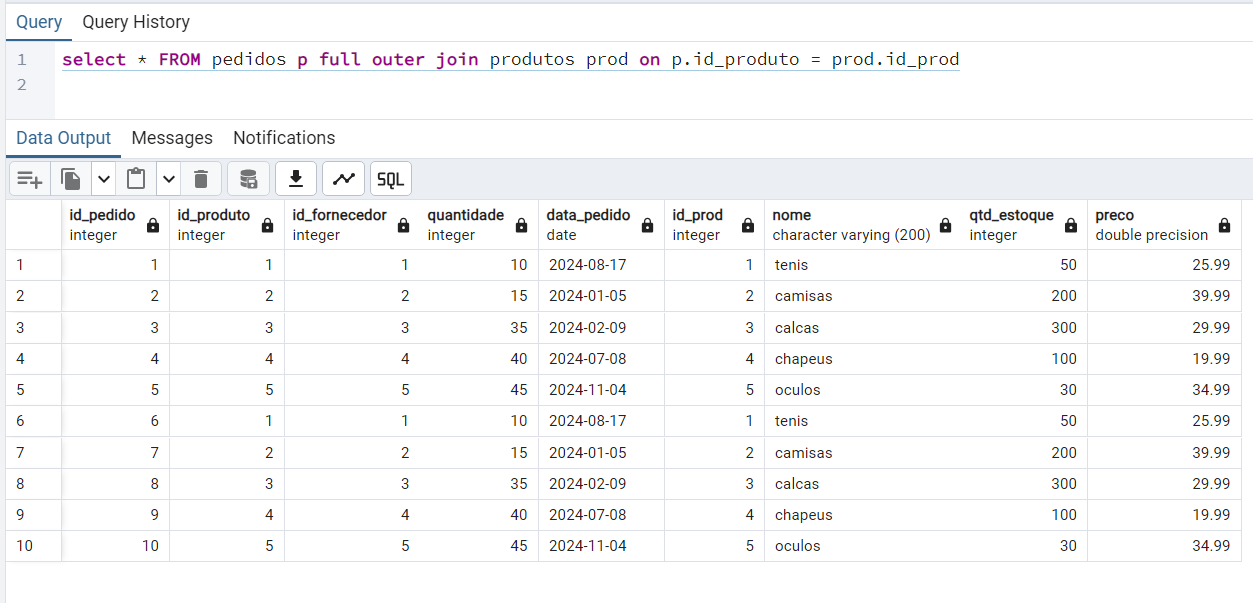 Query Query History
1 select * FROM pedidos p full outer join produtos prod on p.id_produto = prod.id_prod
2
Data Output Messages Notifications
SQL
id_pedido id_produto id_fornecedor quantidade data_pedido id_prod nome qtd_estoque preco
integer integer integer integer date integer character varying (200) integer double precision
1 1 1 1 10 2024-08-17 1 tenis 50 25.99
2 2 2 2 15 2024-01-05 2 camisas 200 39.99
3 3 3 3 35 2024-02-09 3 calcas 300 29.99
4 4 4 4 40 2024-07-08 4 chapeus 100 19.99
5 5 5 5 45 2024-11-04 5 oculos 30 34.99
6 6 1 1 10 2024-08-17 1 tenis 50 25.99
7 7 2 2 15 2024-01-05 2 camisas 200 39.99
8 8 3 3 35 2024-02-09 3 calcas 300 29.99
9 9 4 4 40 2024-07-08 4 chapeus 100 19.99
10 10 5 5 45 2024-11-04 5 oculos 30 34.99